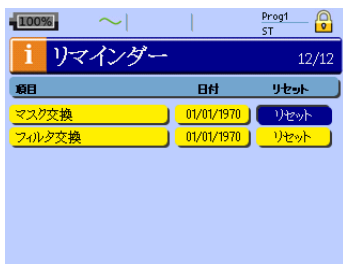 100% Prog1
ST
i リマインダー 12/12
項目 日付 リセット
マスク交換 01/01/1970 リセット
フィルタ交換 01/01/1970 リセット